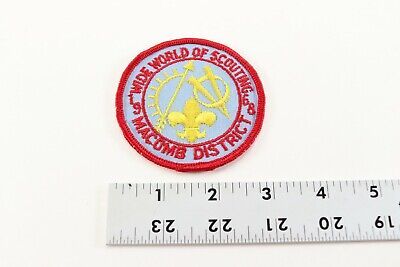 WIDE WORLD OF SCOUTING
MACOMB DISTRICT
1 2 3 4 5
23 22 21 20 19